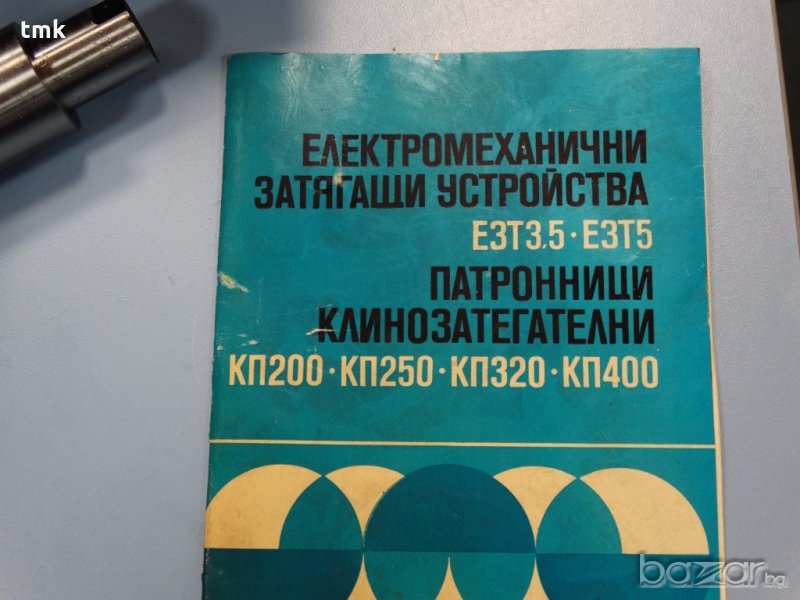 tmk
ЕЛЕКТРОМЕХАНИЧНИ
ЗАТЯГАЩИ УСТРОЙСТВА
ЕЗТ3.5 · ЕЗТ5
ПАТРОННИЦИ
КЛИНОЗАТЕГАТЕЛНИ
КП200 · КП250 · КП320 · КП400
bazar.bg